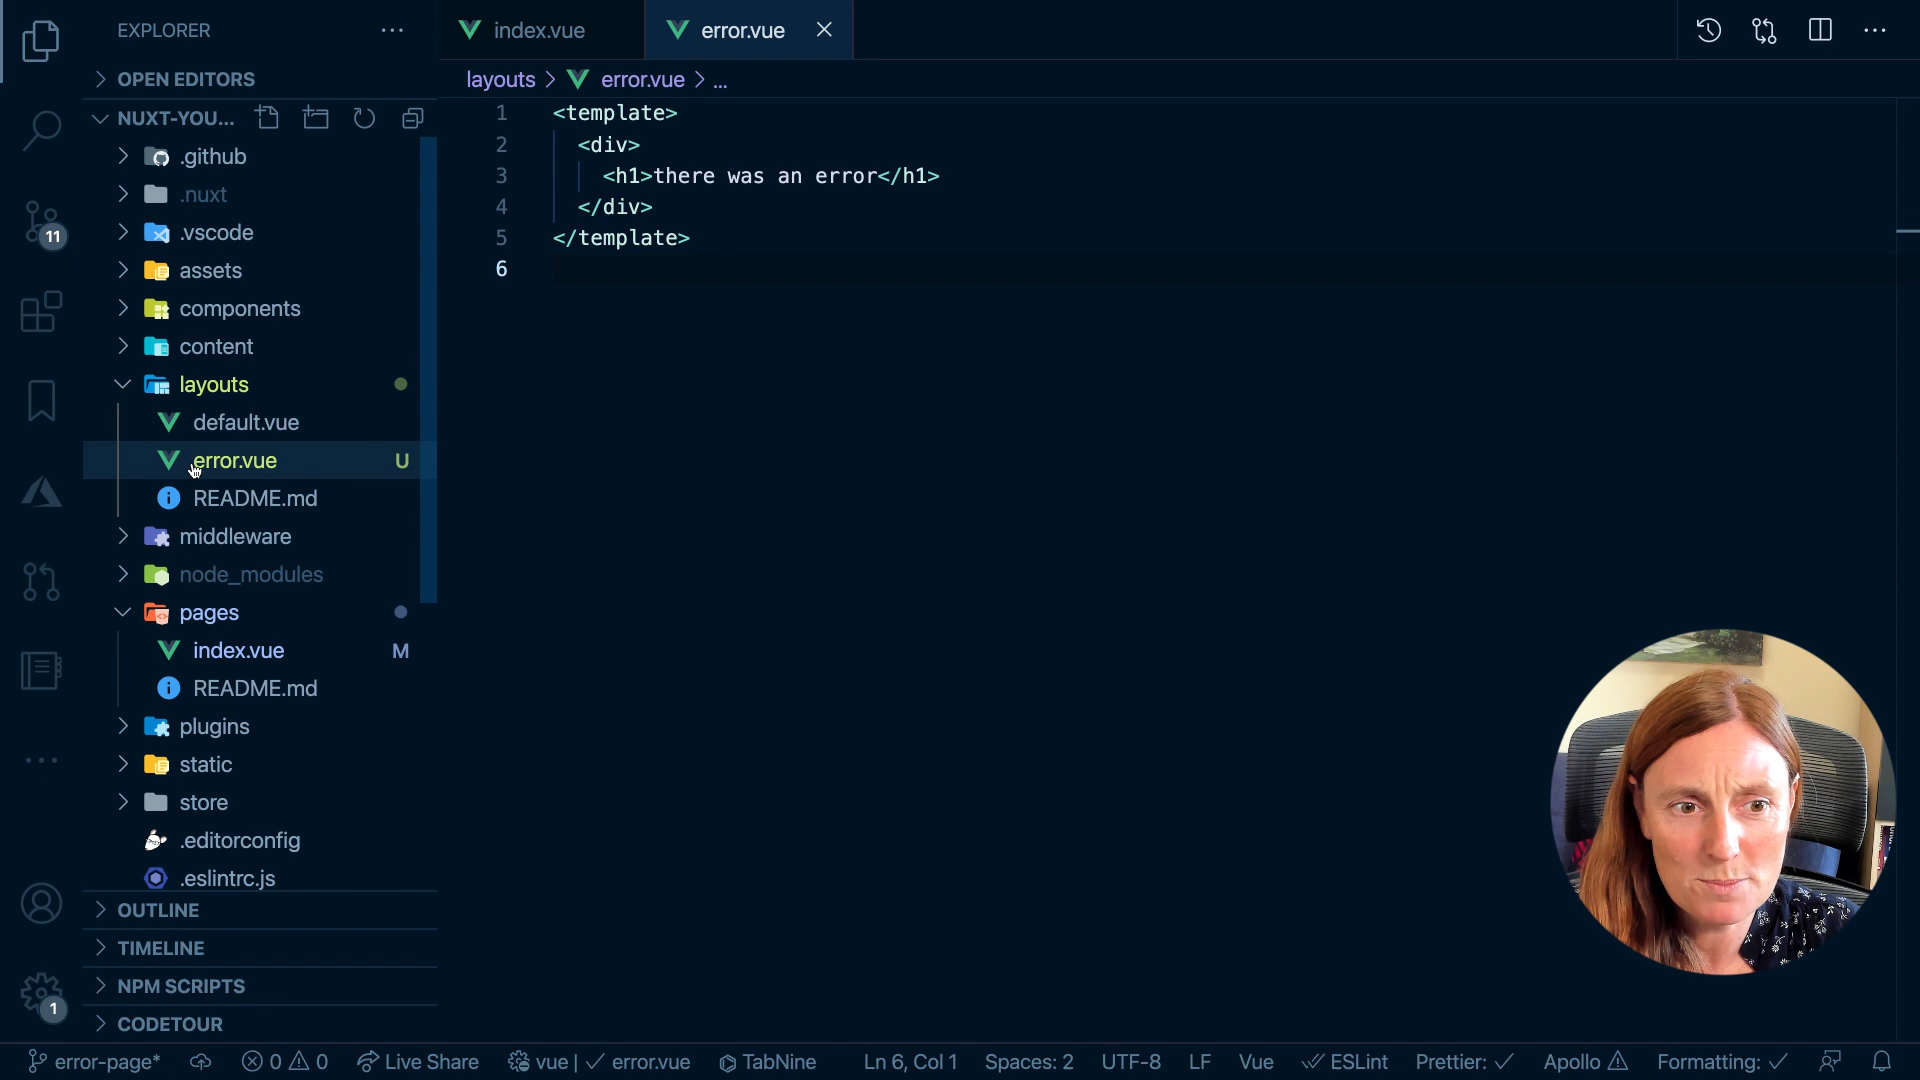 EXPLORER
index.vue
error.vue
OPEN EDITORS
layouts > error.vue > ...
NUXT-YOU...
1 <template>
2 <div>
3 <h1>there was an error</h1>
4 </div>
5 </template>
6
.github
.nuxt
.vscode
assets
components
content
layouts
default.vue
error.vue U
README.md
middleware
node_modules
pages
index.vue M
README.md
plugins
static
store
.editorconfig
.eslintrc.js
OUTLINE
TIMELINE
NPM SCRIPTS
CODETOUR
11
1
error-page* 0 0 Live Share vue | ✓ error.vue TabNine Ln 6, Col 1 Spaces: 2 UTF-8 LF Vue ESLint Prettier: ✓ Apollo Formatting: ✓